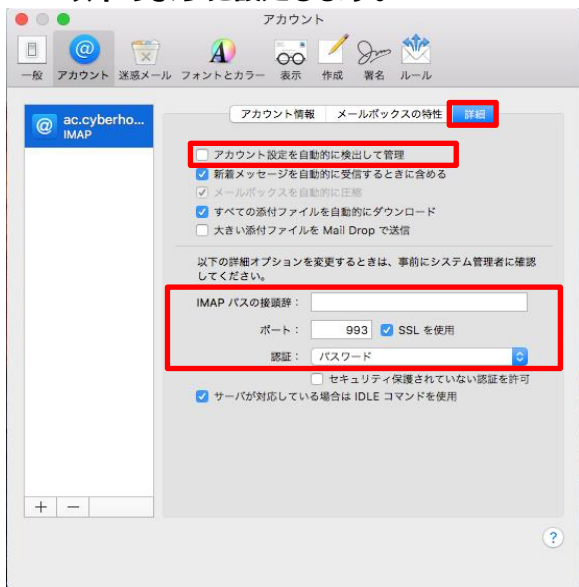 アカウント
一般 アカウント 迷惑メール フォントとカラー 表示 作成 署名 ルール
ac.cyberho...
IMAP
アカウント情報 メールボックスの特性 詳細
アカウント設定を自動的に検出して管理
新着メッセージを自動的に受信するときに含める
メールボックスを自動的に圧縮
すべての添付ファイルを自動的にダウンロード
大きい添付ファイルを Mail Drop で送信
以下の詳細オプションを変更するときは、事前にシステム管理者に確認
してください。
IMAP パスの接頭辞：
ポート： 993 SSL を使用
認証： パスワード
セキュリティ保護されていない認証を許可
サーバが対応している場合は IDLE コマンドを使用
+ −
?